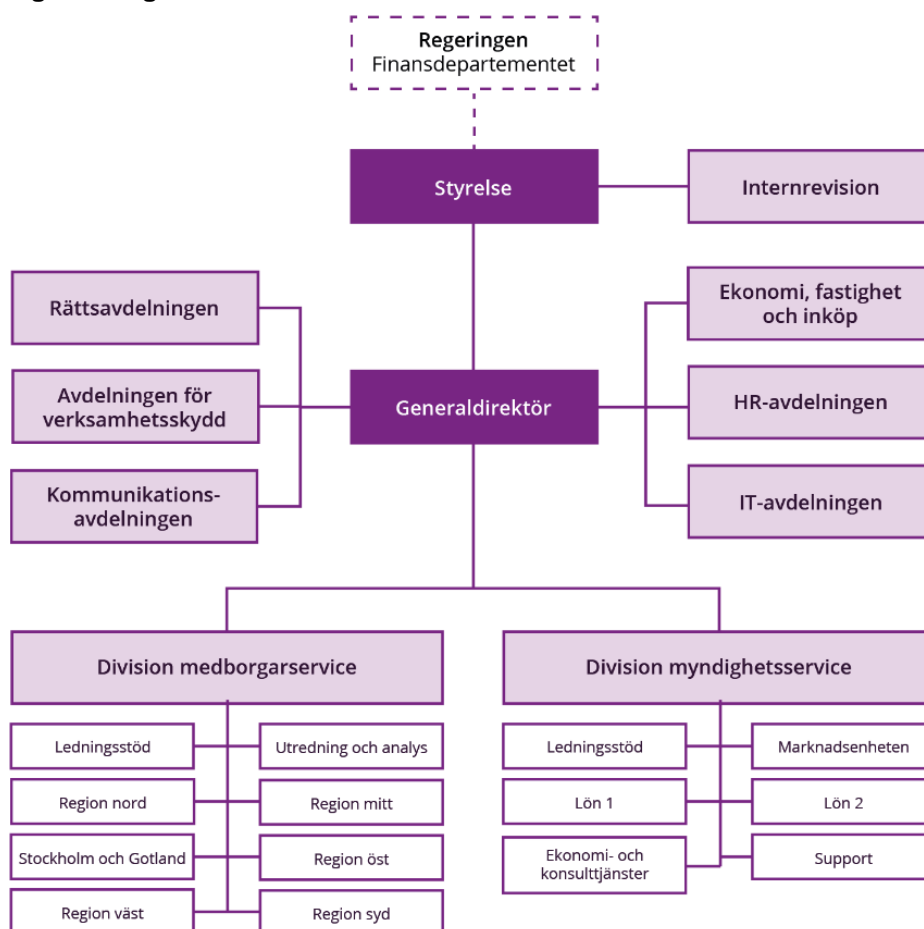 Regeringen
Finansdepartementet
Styrelse
Internrevision
Rättsavdelningen
Ekonomi, fastighet
och inköp
Avdelningen för
verksamhetsskydd
Generaldirektör
HR-avdelningen
Kommunikations-
avdelningen
IT-avdelningen
Division medborgarservice
Division myndighetsservice
Ledningsstöd
Utredning och analys
Ledningsstöd
Marknadsenheten
Region nord
Region mitt
Lön 1
Lön 2
Stockholm och Gotland
Region öst
Ekonomi- och
konsulttjänster
Support
Region väst
Region syd